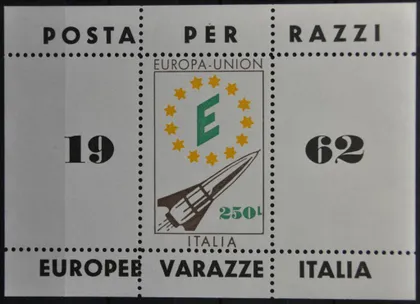 POSTA PER RAZZI
EUROPA-UNION
E
19 62
250L
ITALIA
EUROPEE VARAZZE ITALIA